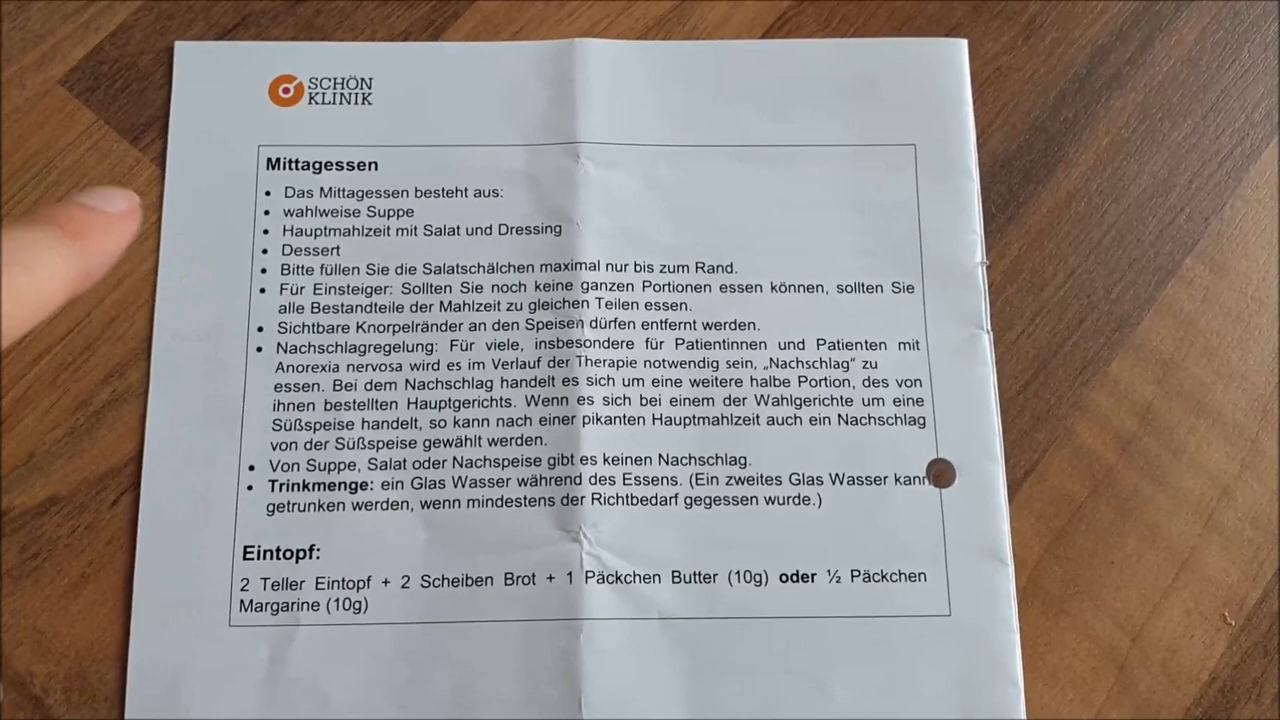 SCHÖN
KLINIK
Mittagessen
• Das Mittagessen besteht aus:
• wahlweise Suppe
• Hauptmahlzeit mit Salat und Dressing
• Dessert
• Bitte füllen Sie die Salatschälchen maximal nur bis zum Rand.
• Für Einsteiger: Sollten Sie noch keine ganzen Portionen essen können, sollten Sie
alle Bestandteile der Mahlzeit zu gleichen Teilen essen.
• Sichtbare Knorpelränder an den Speisen dürfen entfernt werden.
• Nachschlagregelung: Für viele, insbesondere für Patientinnen und Patienten mit
Anorexia nervosa wird es im Verlauf der Therapie notwendig sein, „Nachschlag“ zu
essen. Bei dem Nachschlag handelt es sich um eine weitere halbe Portion, des von
ihnen bestellten Hauptgerichts. Wenn es sich bei einem der Wahlgerichte um eine
Süßspeise handelt, so kann nach einer pikanten Hauptmahlzeit auch ein Nachschlag
von der Süßspeise gewählt werden.
• Von Suppe, Salat oder Nachspeise gibt es keinen Nachschlag.
• Trinkmenge: ein Glas Wasser während des Essens. (Ein zweites Glas Wasser kann
getrunken werden, wenn mindestens der Richtbedarf gegessen wurde.)
Eintopf:
2 Teller Eintopf + 2 Scheiben Brot + 1 Päckchen Butter (10g) oder ½ Päckchen
Margarine (10g)